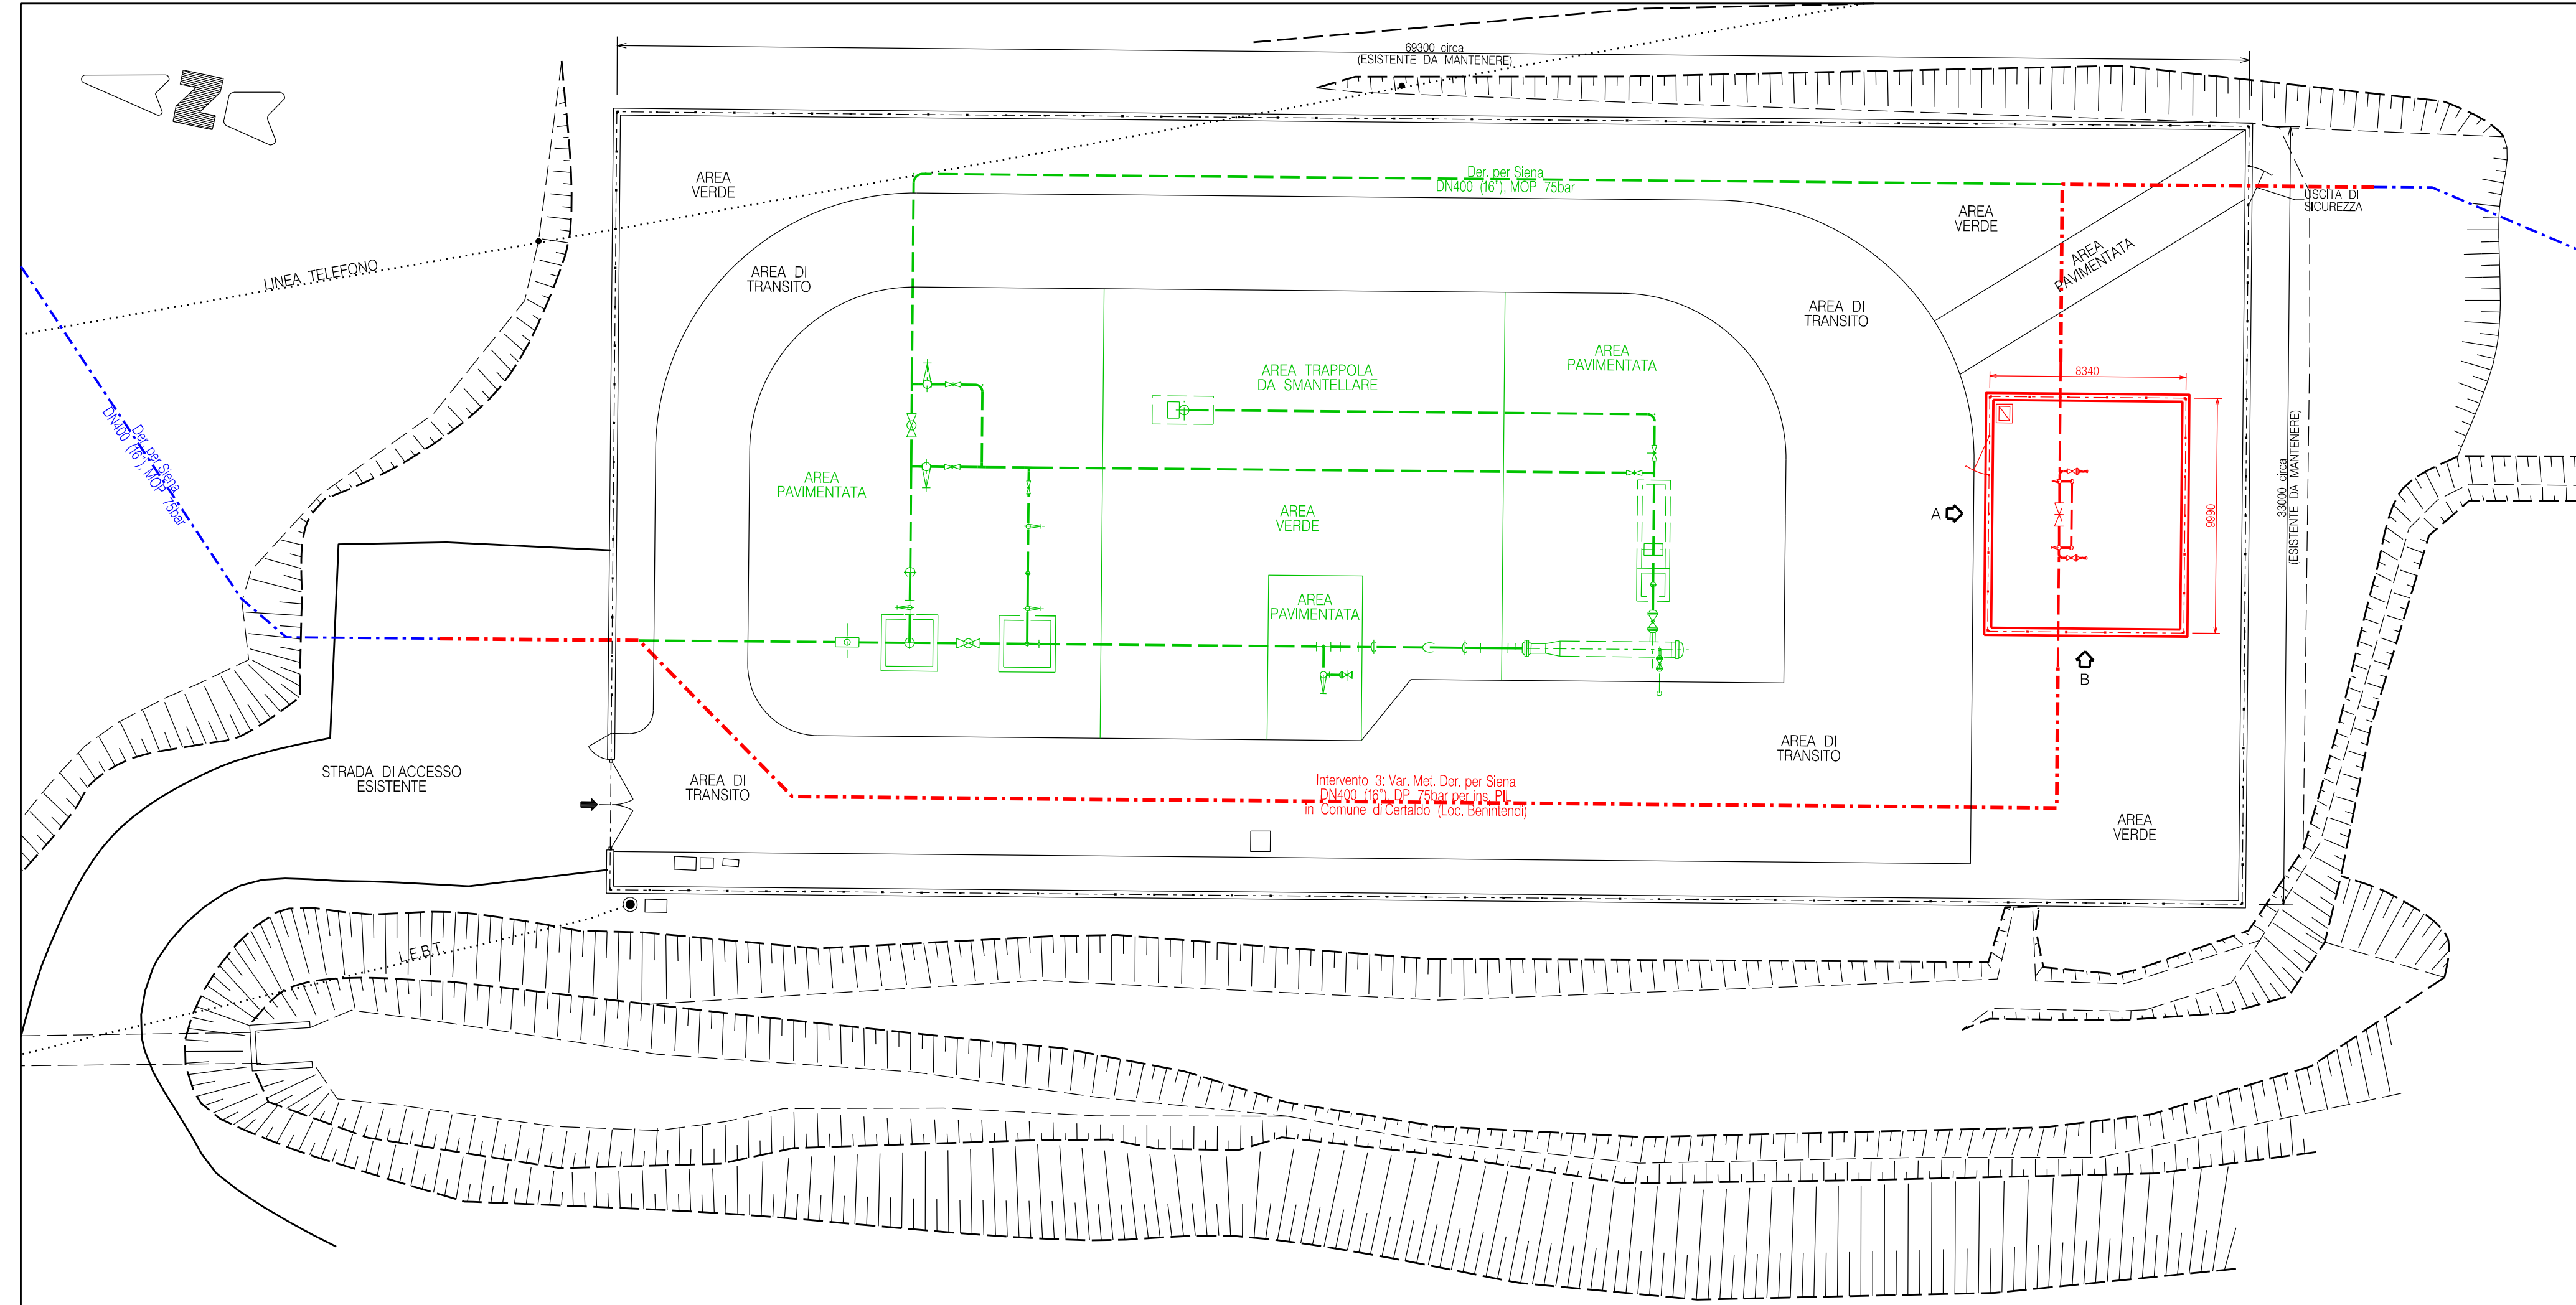 69300 circa
(ESISTENTE DA MANTENERE)
N
AREA
VERDE
Der. per Siena
DN400 (16"), MOP 75bar
USCITA DI
SICUREZZA
AREA
VERDE
AREA
PAVIMENTATA
LINEA TELEFONO
AREA DI
TRANSITO
AREA DI
TRANSITO
AREA TRAPPOLA
DA SMANTELLARE
AREA
PAVIMENTATA
8340
Der. per Siena
DN400 (16"), MOP 75bar
AREA
PAVIMENTATA
AREA
VERDE
A
9990
33000 circa
(ESISTENTE DA MANTENERE)
AREA
PAVIMENTATA
B
STRADA DI ACCESSO
ESISTENTE
AREA DI
TRANSITO
AREA DI
TRANSITO
Intervento 3: Var. Met. Der. per Siena
DN400 (16"), DP 75bar per ins. PIL
in Comune di Certaldo (Loc. Benintendi)
AREA
VERDE
L.E.B.T.